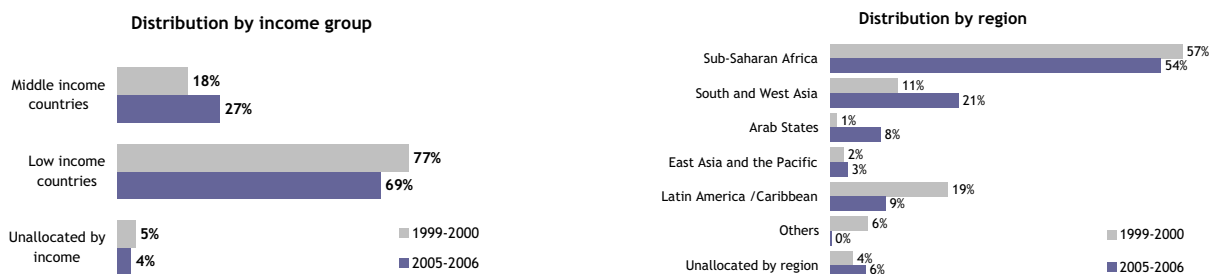 Distribution by income group
Middle income
countries
18%
27%
Low income
countries
77%
69%
Unallocated by
income
5%
4%
1999-2000
2005-2006
Distribution by region
Sub-Saharan Africa
57%
54%
South and West Asia
11%
21%
Arab States
1%
8%
East Asia and the Pacific
2%
3%
Latin America /Caribbean
19%
9%
Others
6%
0%
Unallocated by region
4%
6%
1999-2000
2005-2006